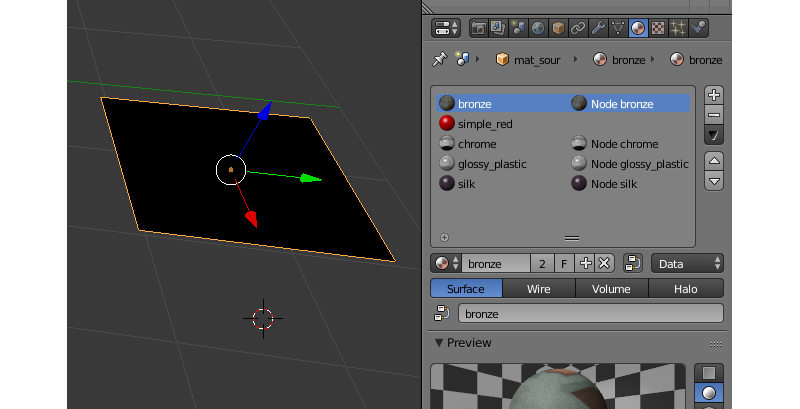 mat_sour bronze bronze
bronze Node bronze
simple_red
chrome Node chrome
glossy_plastic Node glossy_plastic
silk Node silk
bronze 2 F Data
Surface Wire Volume Halo
bronze
Preview